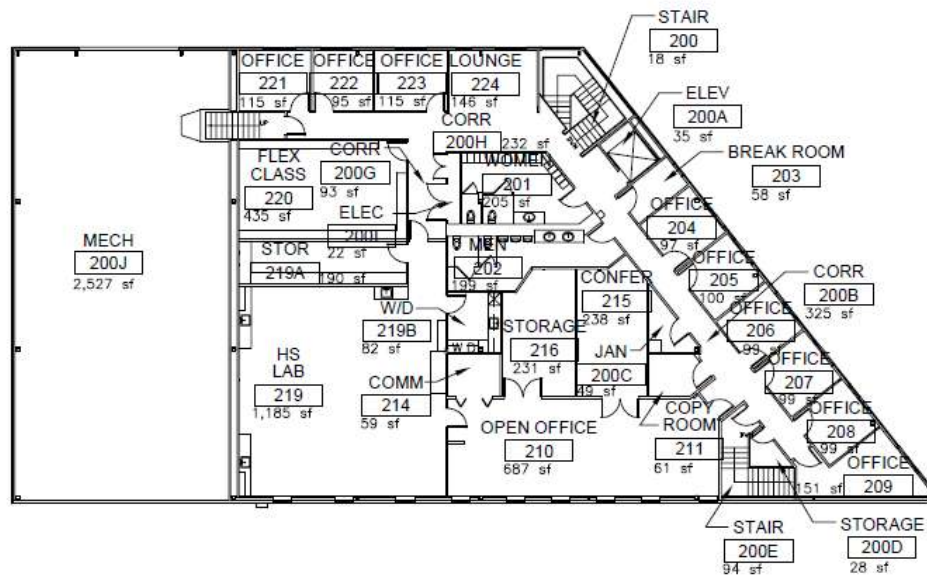 STAIR
200
18 sf
ELEV
200A
35 sf
BREAK ROOM
203
58 sf
OFFICE
221
115 sf
OFFICE
222
95 sf
OFFICE
223
115 sf
LOUNGE
224
146 sf
CORR
200H
232 sf
CORR
200G
93 sf
FLEX
CLASS
220
435 sf
WOMEN
201
205 sf
ELEC
200I
22 sf
OFFICE
204
97 sf
MECH
200J
2,527 sf
STOR
219A
190 sf
MEN
202
199 sf
OFFICE
205
100 sf
CORR
200B
325 sf
CONFER
215
238 sf
W/D
219B
82 sf
W D
STORAGE
216
231 sf
OFFICE
206
99 sf
JAN
200C
49 sf
OFFICE
207
99 sf
HS
LAB
219
1,185 sf
COMM
214
59 sf
OPEN OFFICE
210
687 sf
COPY
ROOM
211
61 sf
OFFICE
208
99 sf
OFFICE
209
151 sf
STAIR
200E
94 sf
STORAGE
200D
28 sf